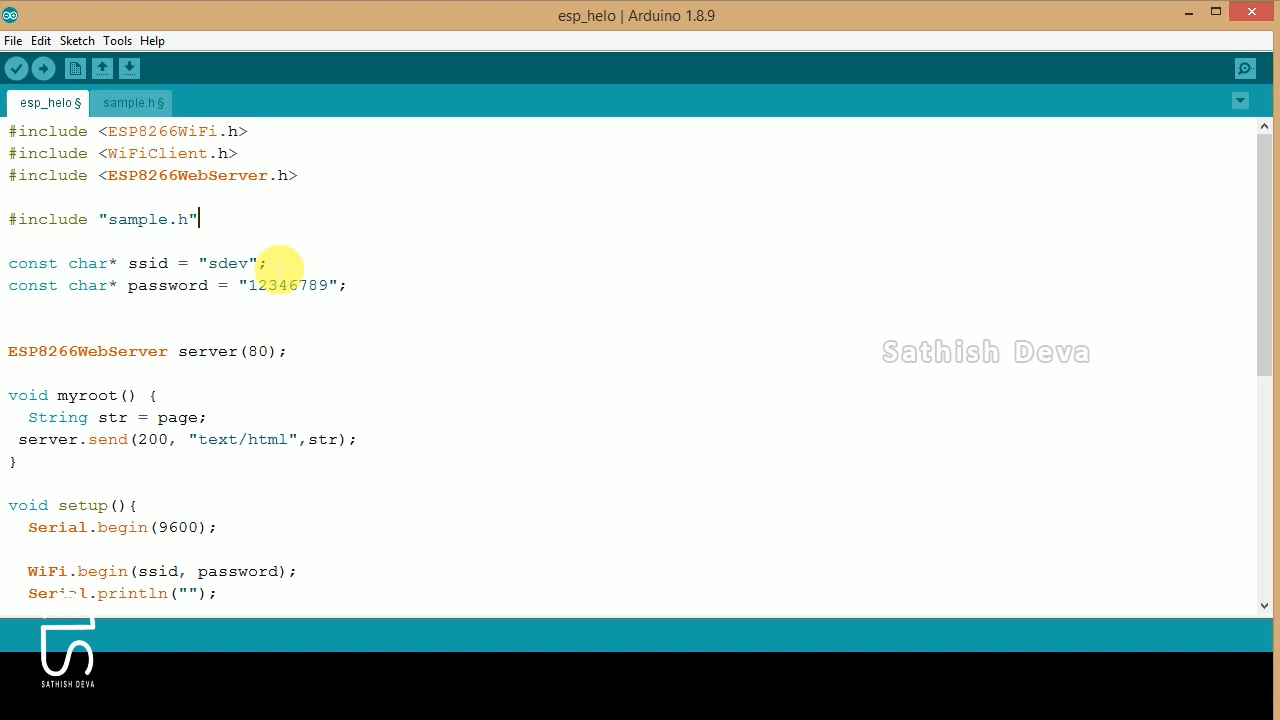 esp_helo | Arduino 1.8.9
File Edit Sketch Tools Help
esp_helo § sample.h §
#include <ESP8266WiFi.h>
#include <WiFiClient.h>
#include <ESP8266WebServer.h>
#include "sample.h"
const char* ssid = "sdev";
const char* password = "12346789";
ESP8266WebServer server(80);
Sathish Deva
void myroot() {
String str = page;
server.send(200, "text/html",str);
}
void setup(){
Serial.begin(9600);
WiFi.begin(ssid, password);
Serial.println("");
SATHISH DEVA